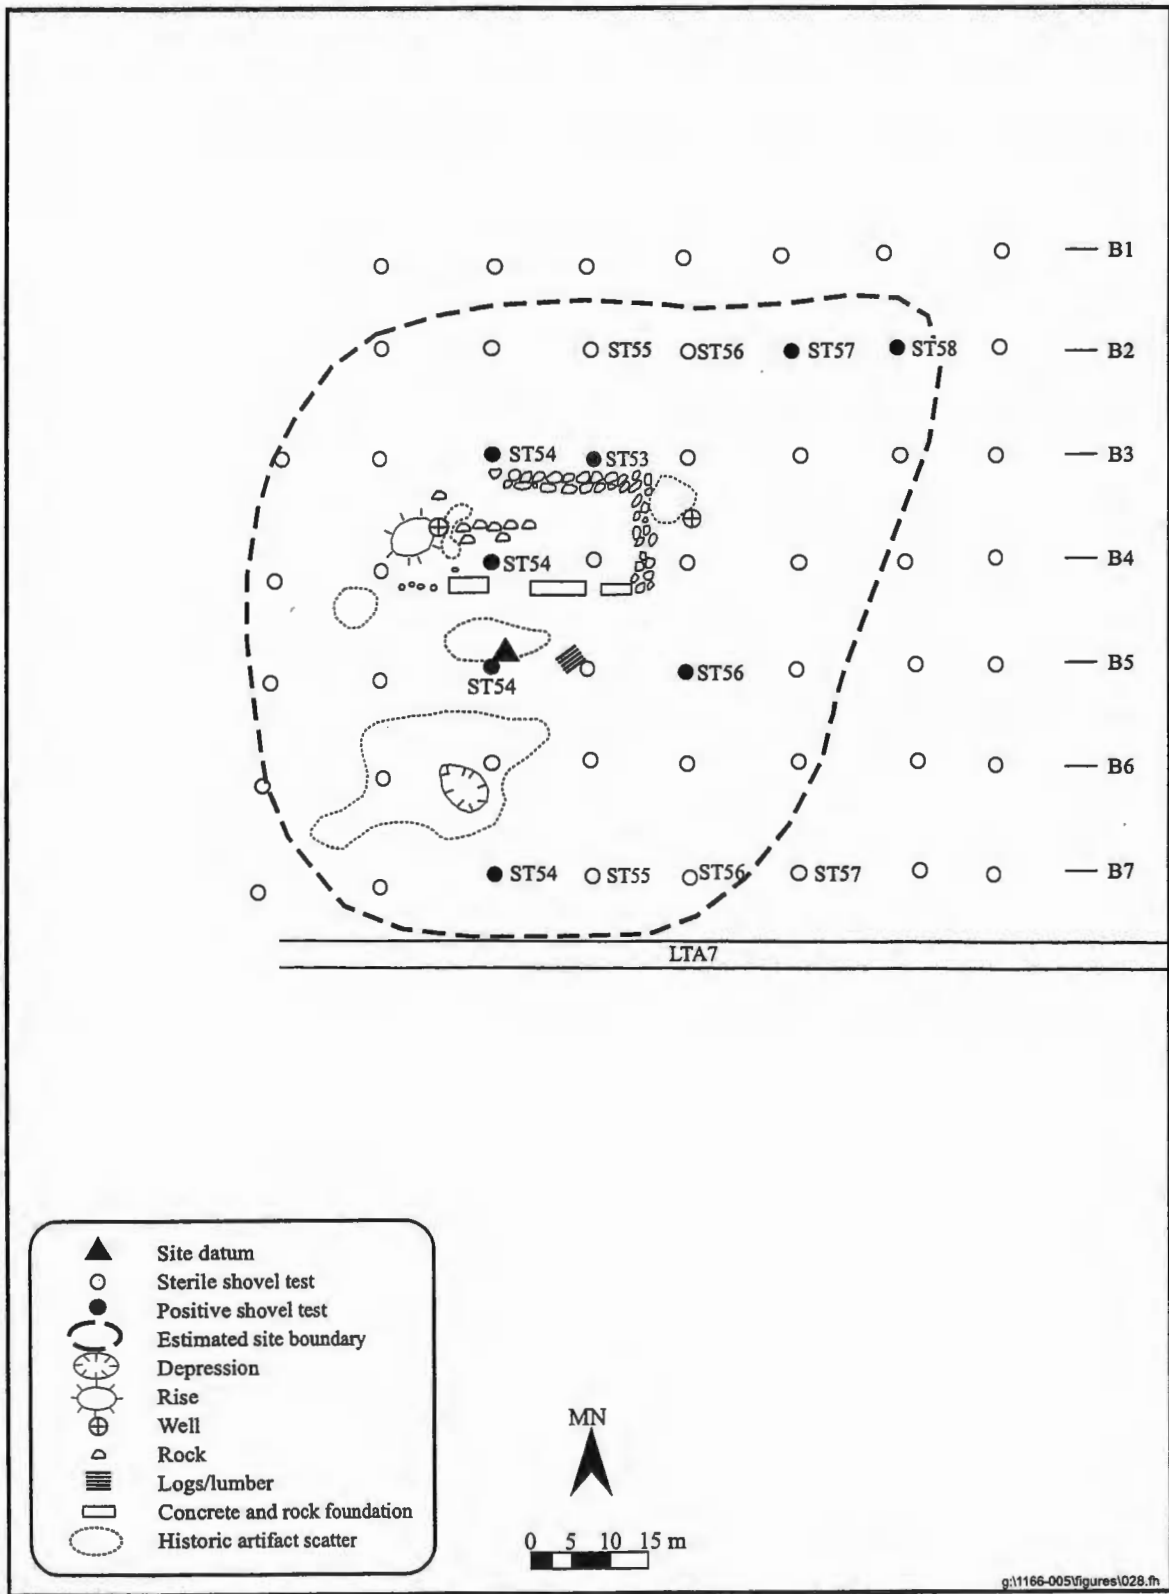 B1
ST55 ST56 ST57 ST58 B2
ST54 ST53 B3
ST54 B4
B5
ST56
ST54
B6
ST54 ST55 ST56 ST57 B7
LTA7
Site datum
Sterile shovel test
Positive shovel test
Estimated site boundary
Depression
Rise
Well
Rock
Logs/lumber
Concrete and rock foundation
Historic artifact scatter
MN
0 5 10 15 m
g:\1166-005\figures\028.fh